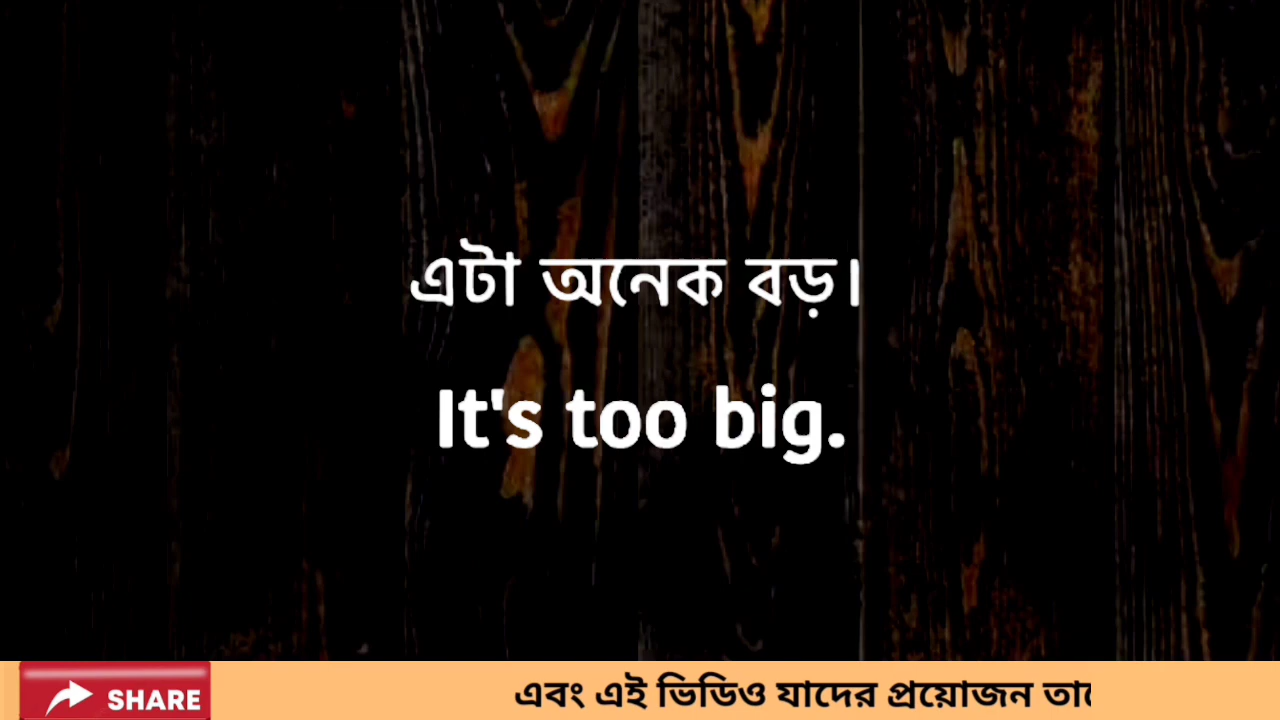 এটা অনেক বড়।
It's too big.
SHARE
এবং এই ভিডিও যাদের প্রয়োজন